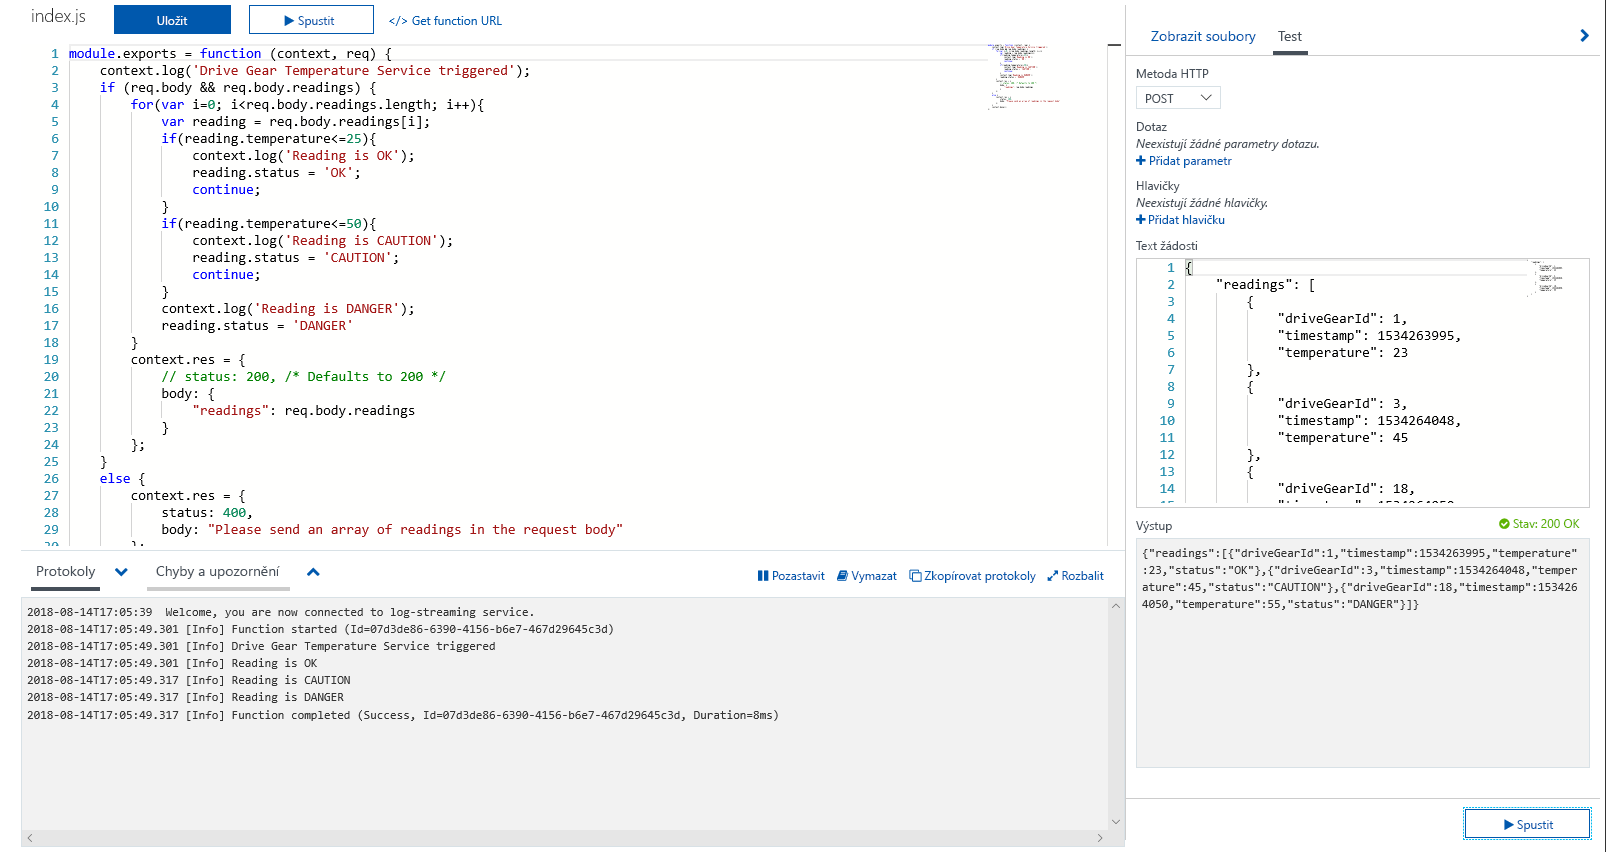 index.js
Uložit
Spustit
</> Get function URL
1 module.exports = function (context, req) {
2 context.log('Drive Gear Temperature Service triggered');
3 if (req.body && req.body.readings) {
4 for(var i=0; i<req.body.readings.length; i++){
5 var reading = req.body.readings[i];
6 if(reading.temperature<=25){
7 context.log('Reading is OK');
8 reading.status = 'OK';
9 continue;
10 }
11 if(reading.temperature<=50){
12 context.log('Reading is CAUTION');
13 reading.status = 'CAUTION';
14 continue;
15 }
16 context.log('Reading is DANGER');
17 reading.status = 'DANGER'
18 }
19 context.res = {
20 // status: 200, /* Defaults to 200 */
21 body: {
22 "readings": req.body.readings
23 }
24 };
25 }
26 else {
27 context.res = {
28 status: 400,
29 body: "Please send an array of readings in the request body"
30 };
Protokoly
Chyby a upozornění
Pozastavit
Vymazat
Zkopírovat protokoly
Rozbalit
2018-08-14T17:05:39 Welcome, you are now connected to log-streaming service.
2018-08-14T17:05:49.301 [Info] Function started (Id=07d3de86-6390-4156-b6e7-467d29645c3d)
2018-08-14T17:05:49.301 [Info] Drive Gear Temperature Service triggered
2018-08-14T17:05:49.301 [Info] Reading is OK
2018-08-14T17:05:49.317 [Info] Reading is CAUTION
2018-08-14T17:05:49.317 [Info] Reading is DANGER
2018-08-14T17:05:49.317 [Info] Function completed (Success, Id=07d3de86-6390-4156-b6e7-467d29645c3d, Duration=8ms)
Zobrazit soubory
Test
Metoda HTTP
POST
Dotaz
Neexistují žádné parametry dotazu.
Přidat parametr
Hlavičky
Neexistují žádné hlavičky.
Přidat hlavičku
Text žádosti
1 {
2 "readings": [
3 {
4 "driveGearId": 1,
5 "timestamp": 1534263995,
6 "temperature": 23
7 },
8 {
9 "driveGearId": 3,
10 "timestamp": 1534264048,
11 "temperature": 45
12 },
13 {
14 "driveGearId": 18,
15 "timestamp": 1534264050,
Výstup
Stav: 200 OK
{"readings":[{"driveGearId":1,"timestamp":1534263995,"temperature"
:23,"status":"OK"},{"driveGearId":3,"timestamp":1534264048,"temper
ature":45,"status":"CAUTION"},{"driveGearId":18,"timestamp":153426
4050,"temperature":55,"status":"DANGER"}]}
Spustit